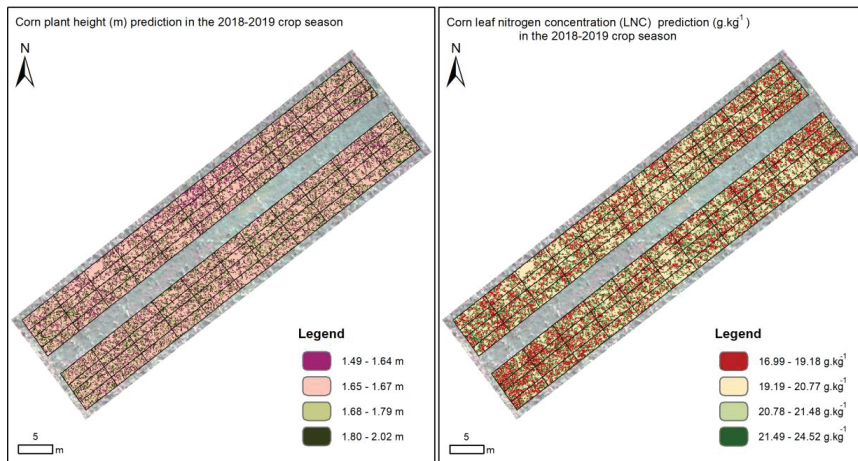 Corn plant height (m) prediction in the 2018-2019 crop season
N
Legend
1.49 - 1.64 m
1.65 - 1.67 m
1.68 - 1.79 m
1.80 - 2.02 m
5
m
Corn leaf nitrogen concentration (LNC) prediction (g.kg⁻¹)
in the 2018-2019 crop season
N
Legend
16.99 - 19.18 g.kg⁻¹
19.19 - 20.77 g.kg⁻¹
20.78 - 21.48 g.kg⁻¹
21.49 - 24.52 g.kg⁻¹
5
m